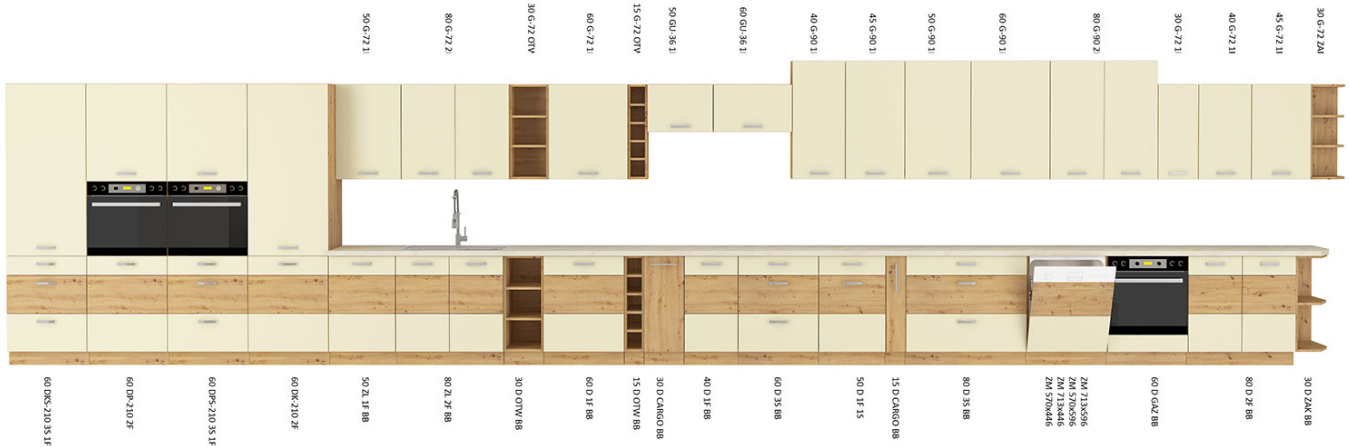 50 G-72 1F
80 G-72 2F
30 G-72 OTW
60 G-72 1F
15 G-72 OTW
50 GU-36 1F
60 GU-36 1F
40 G-90 1F
45 G-90 1F
50 G-90 1F
60 G-90 1F
80 G-90 2F
30 G-72 1F
40 G-72 1F
45 G-72 1F
30 G-72 ZAK
60 DKS-210 3S 1F
60 DP-210 2F
60 DPS-210 3S 1F
60 DK-210 2F
50 ZL 1F BB
80 ZL 2F BB
30 D OTW BB
60 D 1F BB
15 D OTW BB
30 D CARGO BB
40 D 1F BB
60 D 3S BB
50 D 1F 1S
15 D CARGO BB
80 D 3S BB
ZM 713x596
ZM 570x596
ZM 713x446
ZM 570x446
60 D GAZ BB
80 D 2F BB
30 D ZAK BB